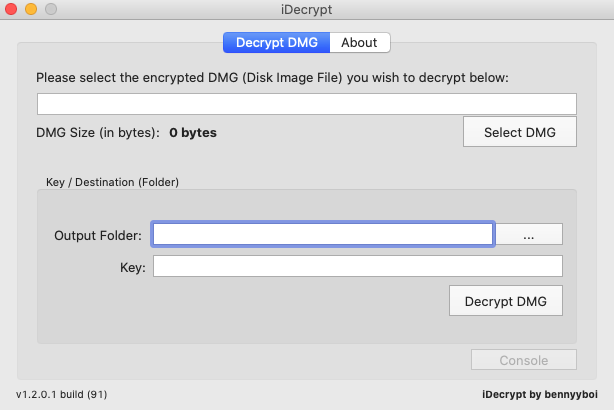 iDecrypt
Decrypt DMG About
Please select the encrypted DMG (Disk Image File) you wish to decrypt below:
DMG Size (in bytes): 0 bytes
Select DMG
Key / Destination (Folder)
Output Folder: ...
Key:
Decrypt DMG
Console
v1.2.0.1 build (91) iDecrypt by bennyyboi